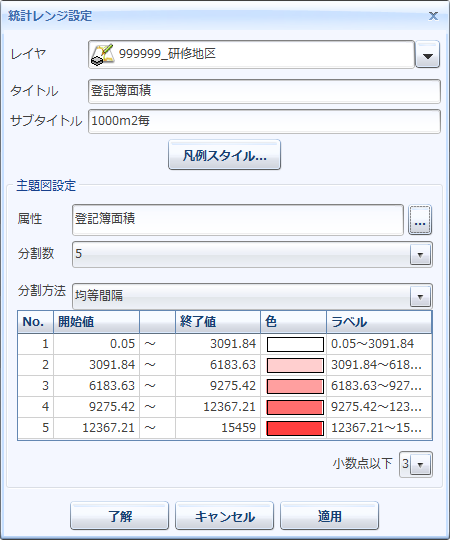 統計レンジ設定
レイヤ 999999_研修地区
タイトル 登記簿面積
サブタイトル 1000m2毎
凡例スタイル...
主題図設定
属性 登記簿面積 ...
分割数 5
分割方法 均等間隔
No. 開始値 終了値 色 ラベル
1 0.05 ～ 3091.84 0.05～3091.84
2 3091.84 ～ 6183.63 3091.84～618...
3 6183.63 ～ 9275.42 6183.63～927...
4 9275.42 ～ 12367.21 9275.42～123...
5 12367.21 ～ 15459 12367.21～15...
小数点以下 3
了解 キャンセル 適用